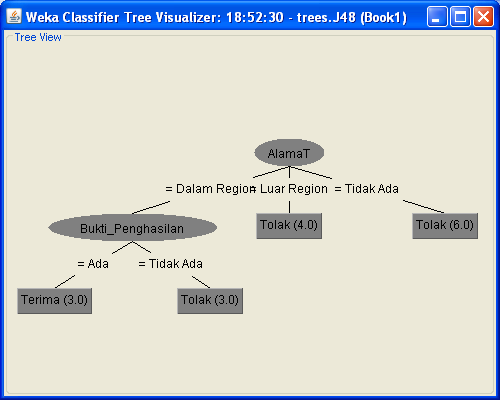 Weka Classifier Tree Visualizer: 18:52:30 - trees.J48 (Book1)
Tree View
AlamaT
= Dalam Region = Luar Region = Tidak Ada
Bukti_Penghasilan Tolak (4.0) Tolak (6.0)
= Ada = Tidak Ada
Terima (3.0) Tolak (3.0)